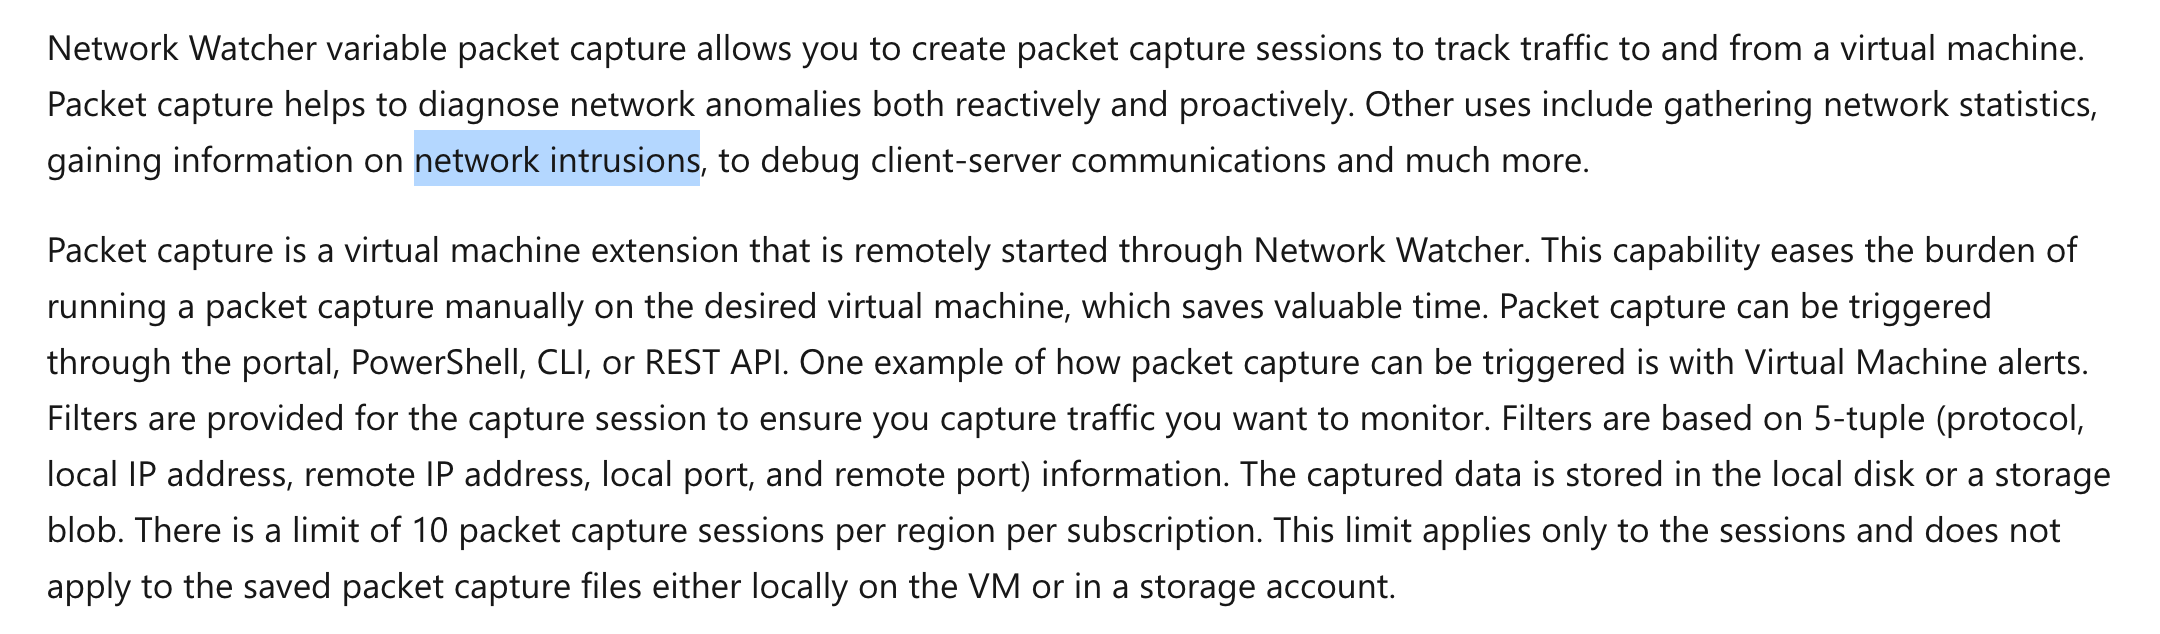 Network Watcher variable packet capture allows you to create packet capture sessions to track traffic to and from a virtual machine.
Packet capture helps to diagnose network anomalies both reactively and proactively. Other uses include gathering network statistics,
gaining information on network intrusions, to debug client-server communications and much more.
Packet capture is a virtual machine extension that is remotely started through Network Watcher. This capability eases the burden of
running a packet capture manually on the desired virtual machine, which saves valuable time. Packet capture can be triggered
through the portal, PowerShell, CLI, or REST API. One example of how packet capture can be triggered is with Virtual Machine alerts.
Filters are provided for the capture session to ensure you capture traffic you want to monitor. Filters are based on 5-tuple (protocol,
local IP address, remote IP address, local port, and remote port) information. The captured data is stored in the local disk or a storage
blob. There is a limit of 10 packet capture sessions per region per subscription. This limit applies only to the sessions and does not
apply to the saved packet capture files either locally on the VM or in a storage account.